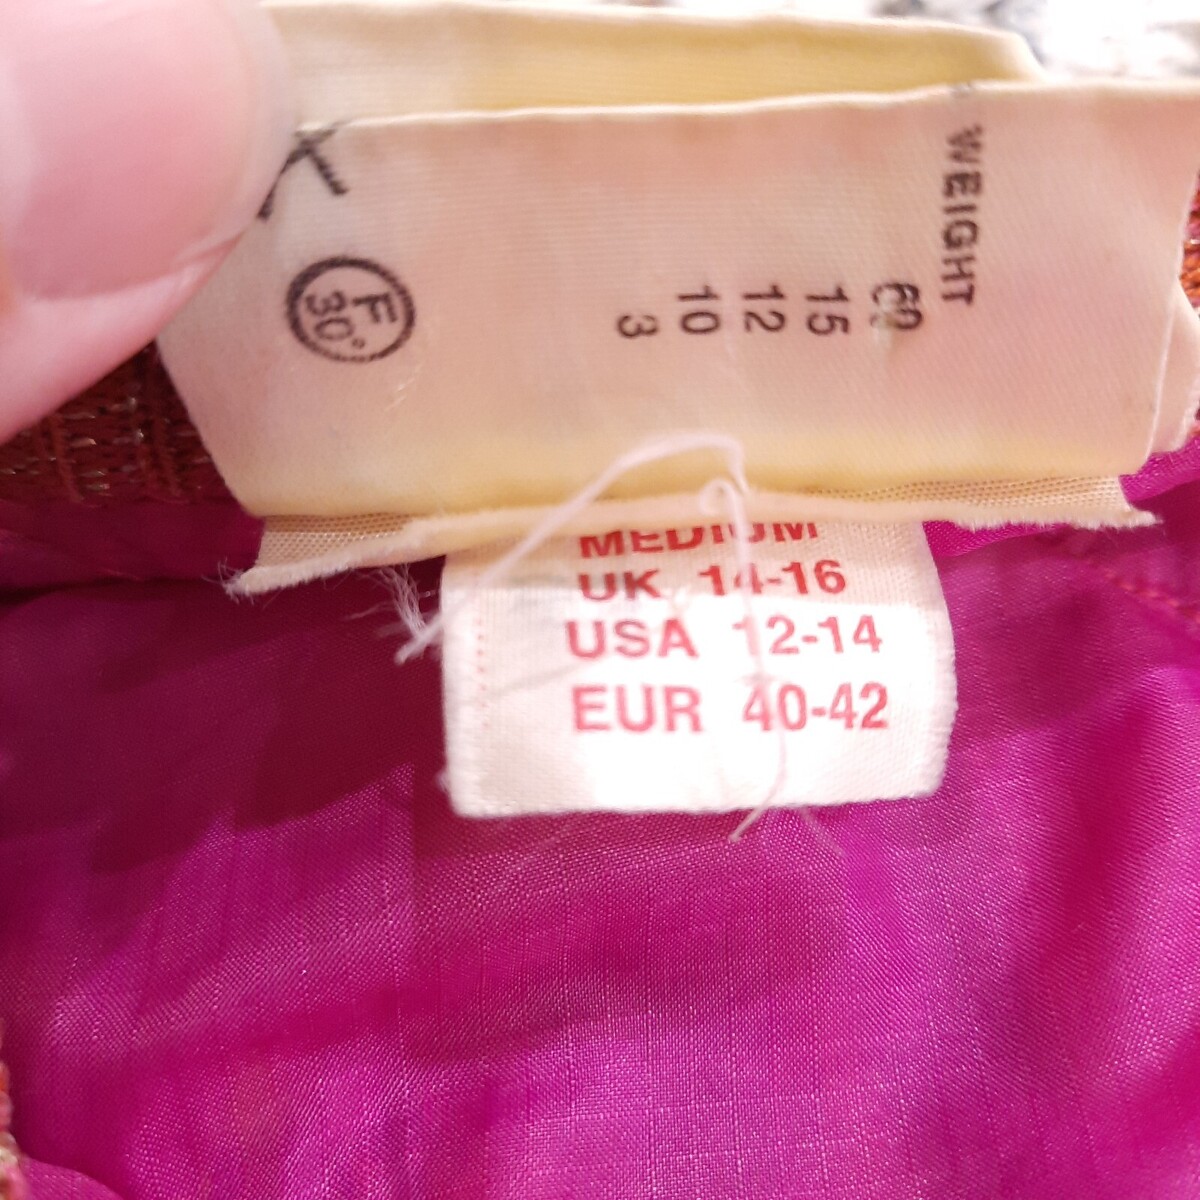 WEIGHT
60
15
12
10
3
F
30°
MEDIUM
UK 14-16
USA 12-14
EUR 40-42